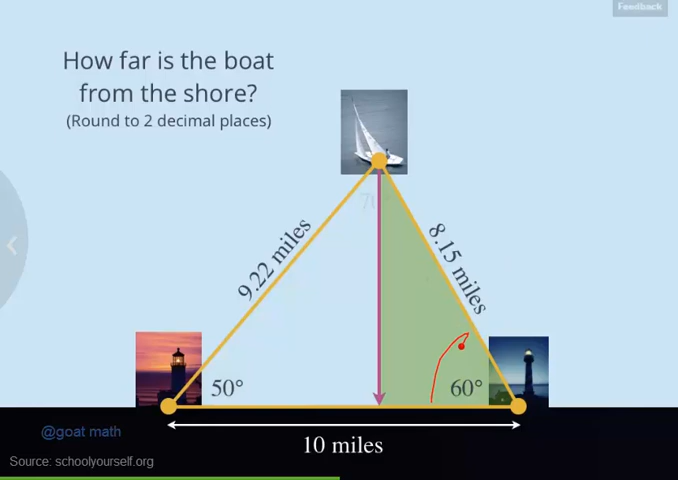 Feedback
How far is the boat
from the shore?
(Round to 2 decimal places)
70°
9.22 miles
8.15 miles
50°
60°
@goat math
10 miles
Source: schoolyourself.org